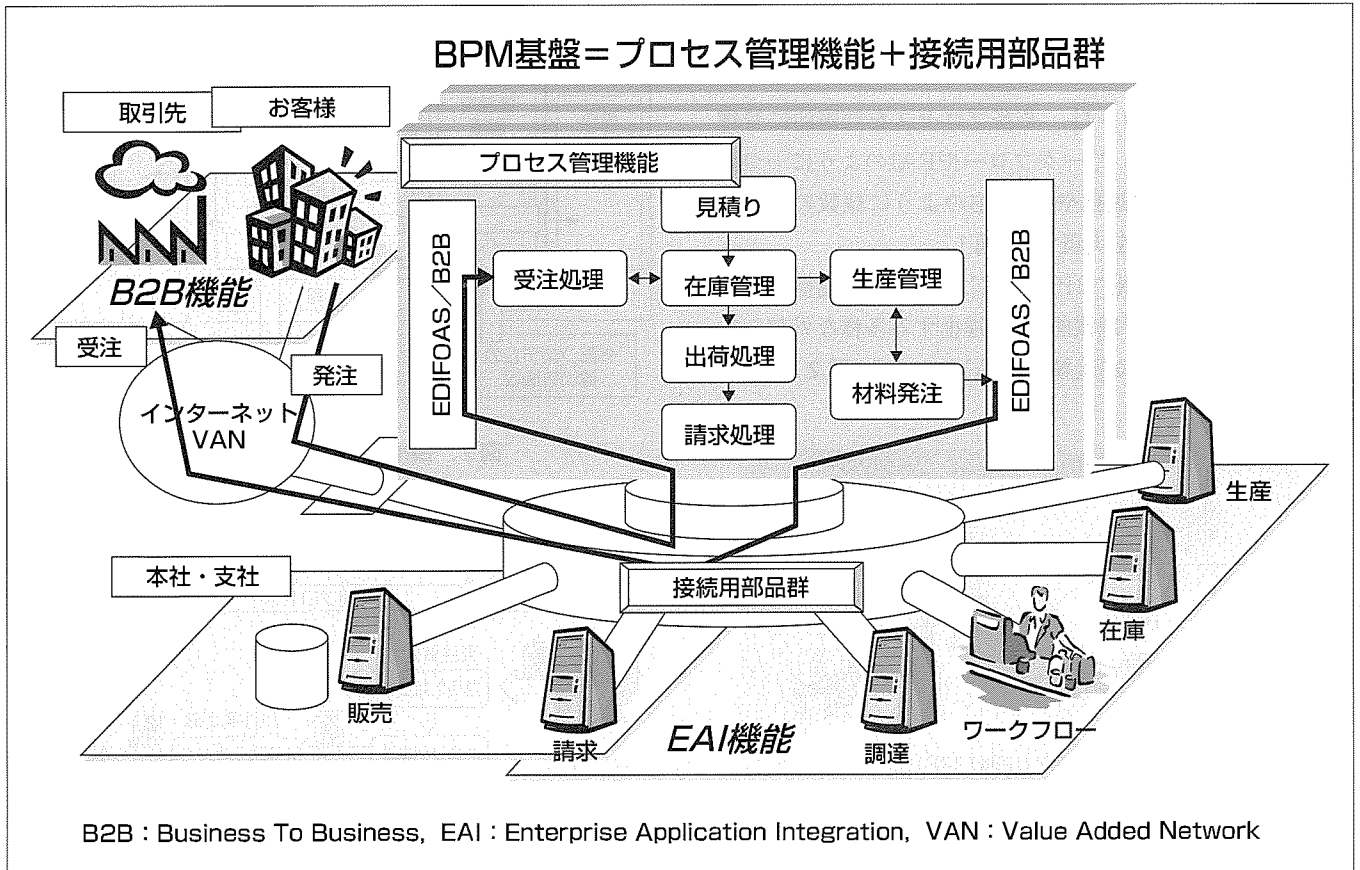 BPM基盤=プロセス管理機能+接続用部品群
取引先
お客様
プロセス管理機能
見積り
EDIFOAS/B2B
受注処理
在庫管理
生産管理
EDIFOAS/B2B
B2B機能
受注
発注
出荷処理
材料発注
インターネット
VAN
請求処理
生産
本社・支社
接続用部品群
在庫
販売
請求
EAI機能
調達
ワークフロー
B2B:Business To Business, EAI:Enterprise Application Integration, VAN:Value Added Network